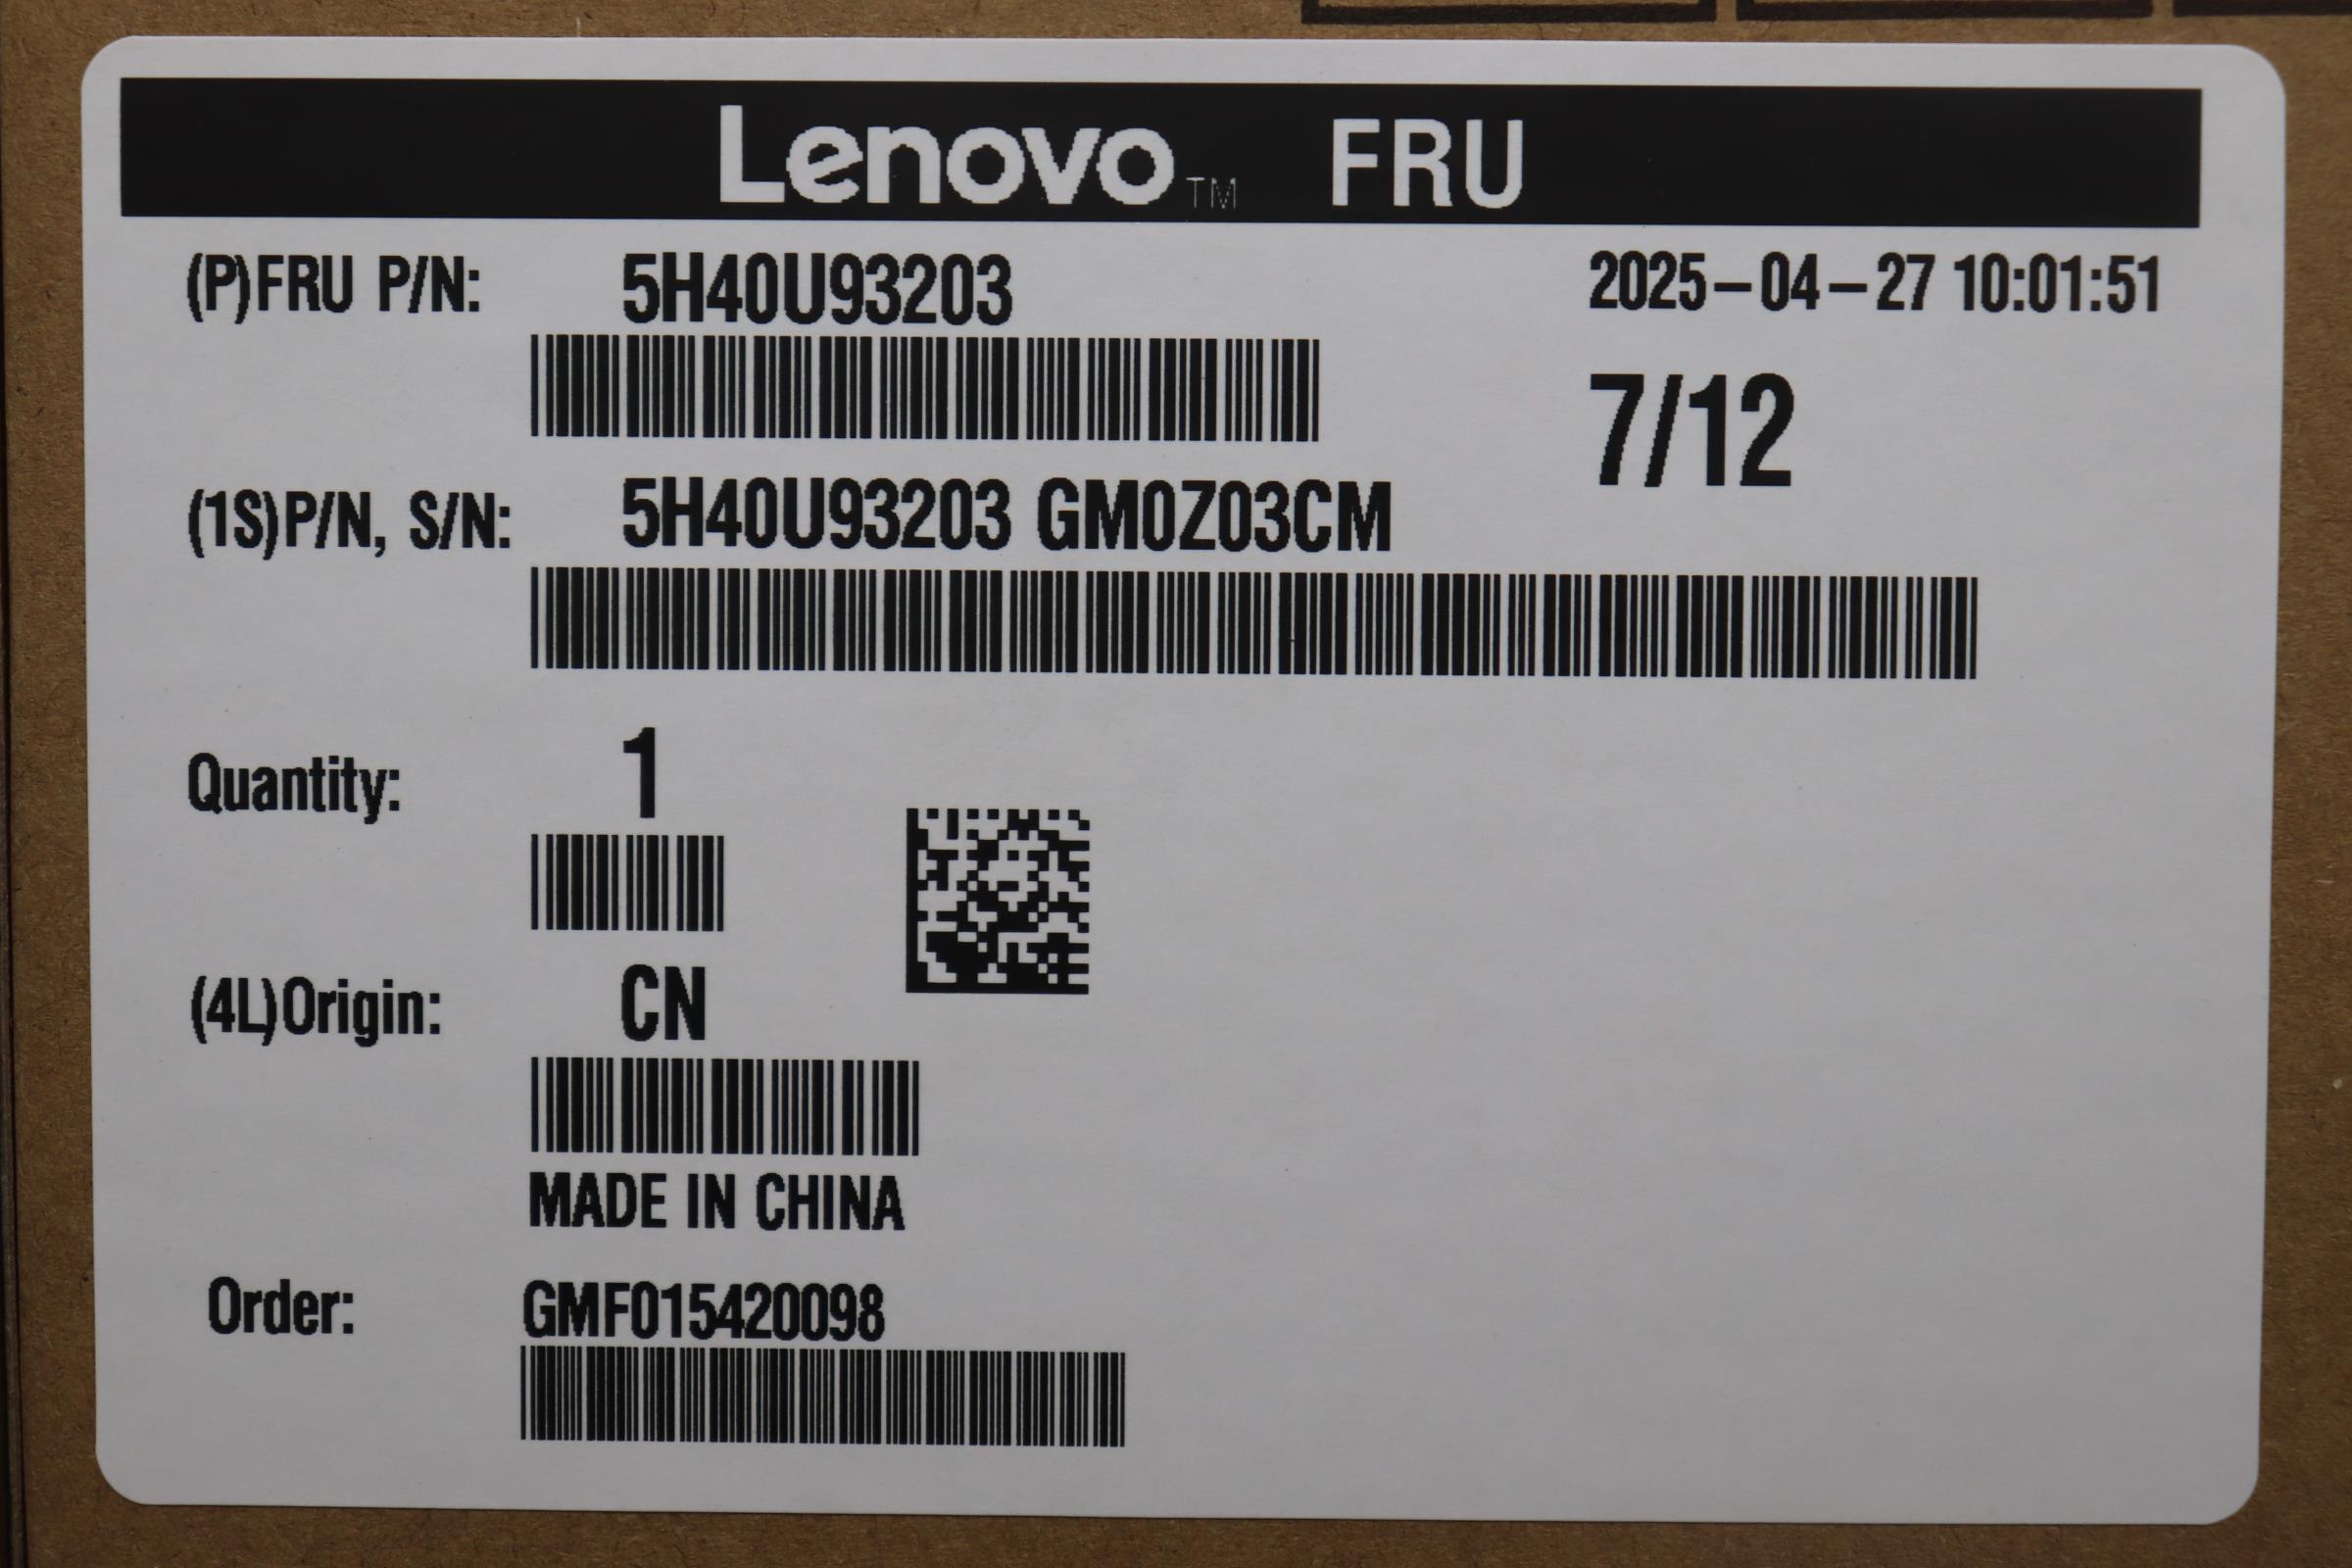 Lenovo™ FRU
(P)FRU P/N: 5H40U93203 2025-04-27 10:01:51
7/12
(1S)P/N, S/N: 5H40U93203 GM0Z03CM
Quantity: 1
(4L)Origin: CN
MADE IN CHINA
Order: GMF015420098